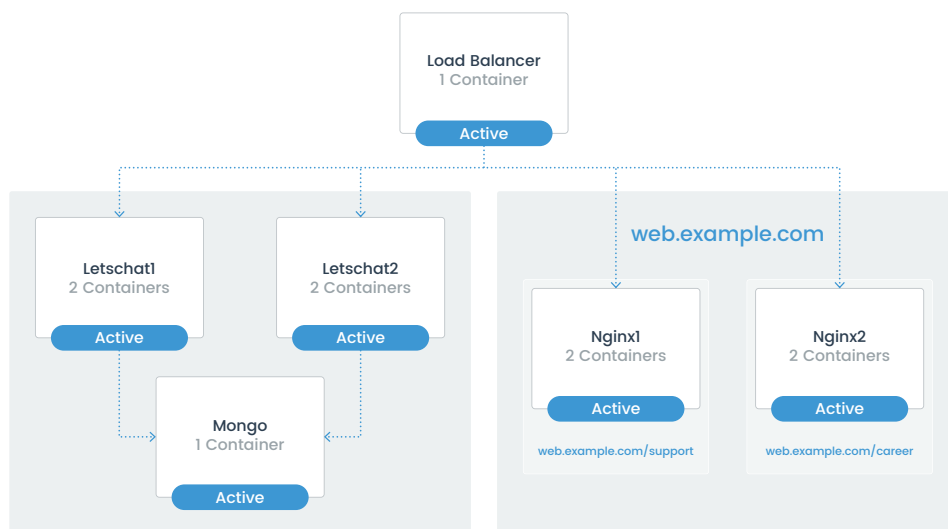 Load Balancer
1 Container
Active
Letschat1
2 Containers
Active
Letschat2
2 Containers
Active
Mongo
1 Container
Active
web.example.com
Nginx1
2 Containers
Active
web.example.com/support
Nginx2
2 Containers
Active
web.example.com/career